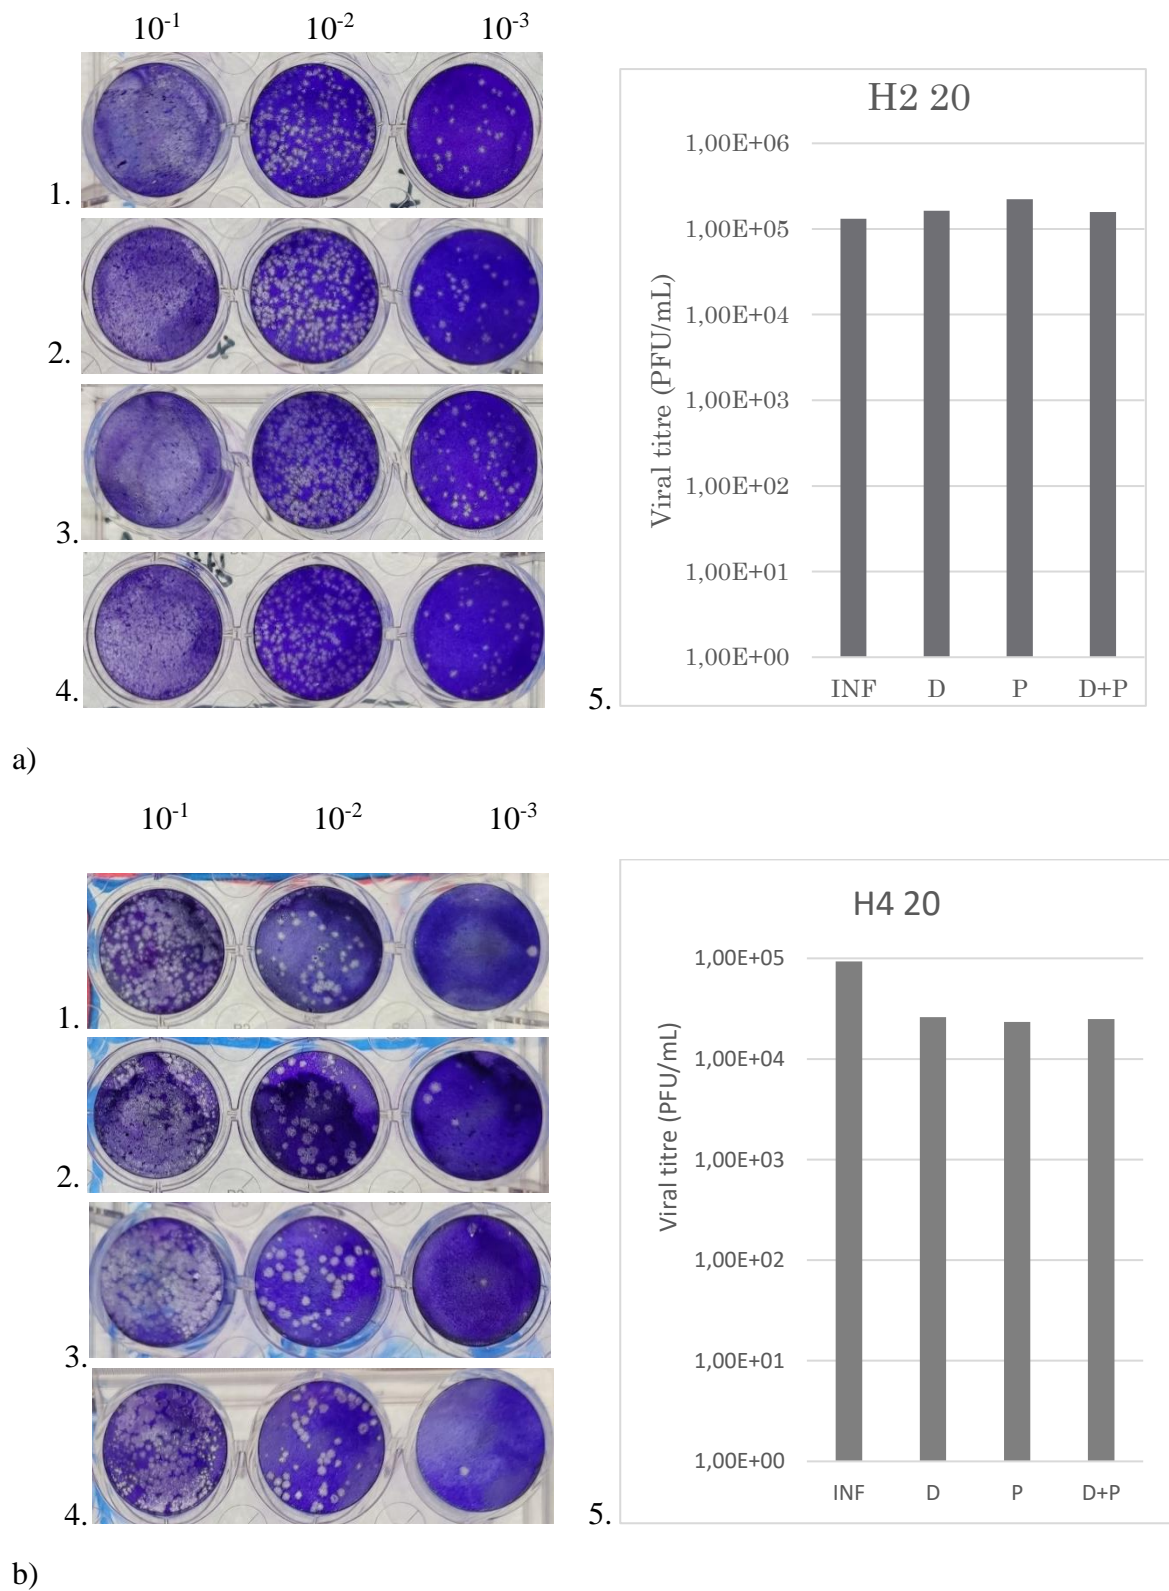 10-1 10-2 10-3
1.
2.
3.
4.
H2 20
1,00E+06
1,00E+05
1,00E+04
1,00E+03
1,00E+02
1,00E+01
1,00E+00
Viral titre (PFU/mL)
INF D P D+P
5.
a)
10-1 10-2 10-3
1.
2.
3.
4.
H4 20
1,00E+05
1,00E+04
1,00E+03
1,00E+02
1,00E+01
1,00E+00
Viral titre (PFU/mL)
INF D P D+P
5.
b)